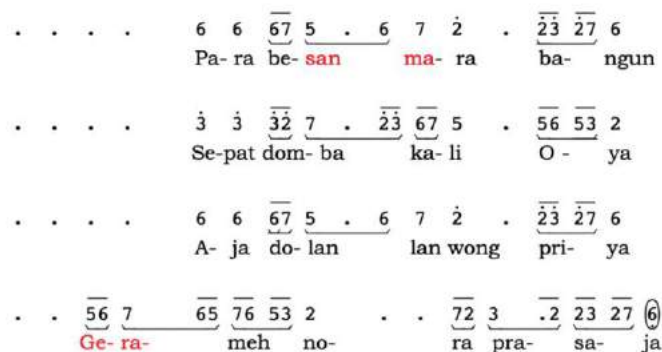 . . . . 6 6 6̅7̅ 5 . 6 7 2̇ . 2̸̇3̇ 2̇7 6
Pa- ra be- san ma- ra ba- ngun
. . . . 3̇ 3̇ 3̇2̇ 7 . 2̇3̇ 67 5 . 56 53 2
Se-pat dom- ba ka- li O - ya
. . . . 6 6 67 5 . 6 7 2̇ . 2̇3̇ 2̇7 6
A- ja do- lan lan wong pri- ya
. . 56 7 65 76 53 2 . . 72 3 .2 23 27 6
Ge- ra- meh no- ra pra- sa- ja